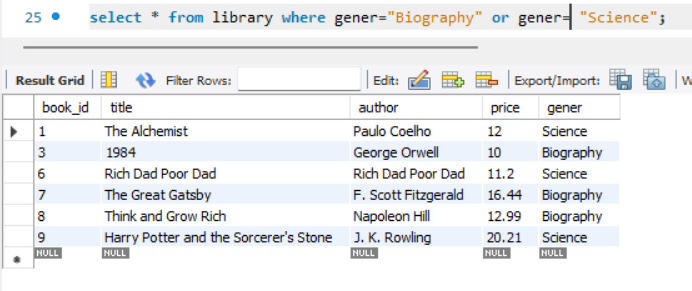 25 select * from library where gener="Biography" or gener= "Science";
Result Grid Filter Rows: Edit: Export/Import: W
book_id title author price gener
1 The Alchemist Paulo Coelho 12 Science
3 1984 George Orwell 10 Biography
6 Rich Dad Poor Dad Rich Dad Poor Dad 11.2 Science
7 The Great Gatsby F. Scott Fitzgerald 16.44 Biography
8 Think and Grow Rich Napoleon Hill 12.99 Biography
9 Harry Potter and the Sorcerer's Stone J. K. Rowling 20.21 Science
NULL NULL NULL NULL NULL